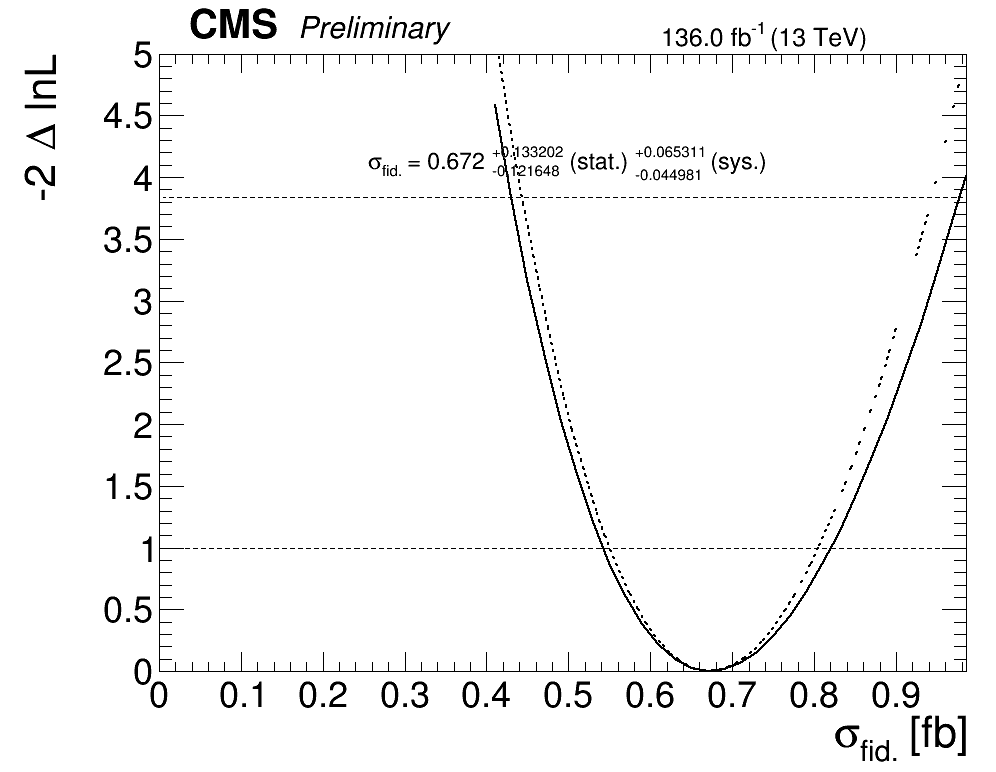 CMS Preliminary
136.0 fb-1 (13 TeV)
-2 Δ lnL
5
4.5
σfid. = 0.672 +0.133202 -0.121648 (stat.) +0.065311 -0.044981 (sys.)
4
3.5
3
2.5
2
1.5
1
0.5
0
0 0.1 0.2 0.3 0.4 0.5 0.6 0.7 0.8 0.9
σfid. [fb]